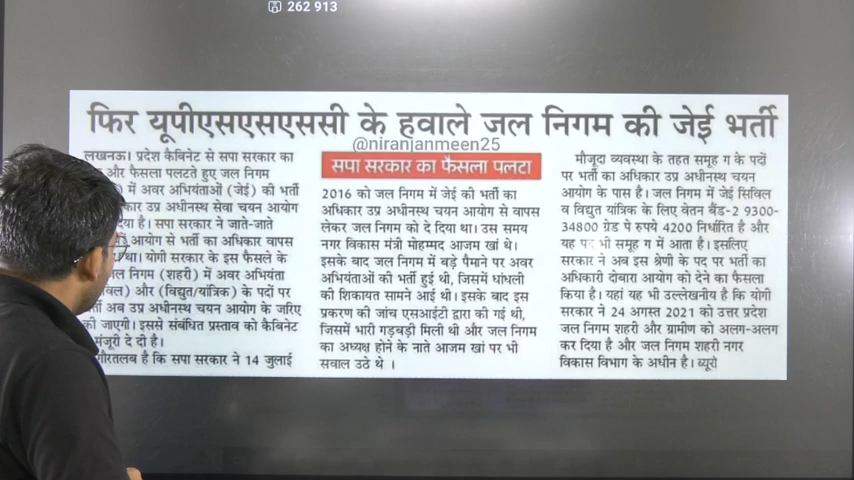 262 913
फिर यूपीएसएसएससी के हवाले जल निगम की जेई भर्ती
@niranjanmeen25
लखनऊ। प्रदेश कैबिनेट से सपा सरकार का
और फैसला पलटते हुए जल निगम
में अवर अभियंताओं (जेई) की भर्ती
उप्र अधीनस्थ सेवा चयन आयोग
है। सपा सरकार ने जाते-जाते
आयोग से भर्ती का अधिकार वापस
था। योगी सरकार के इस फैसले के
निगम (शहरी) में अवर अभियंता
और (विद्युत/यांत्रिक) के पदों पर
अब उप्र अधीनस्थ चयन आयोग के जरिए
की जाएगी। इससे संबंधित प्रस्ताव को कैबिनेट
मंजूरी दे दी है।
गौरतलब है कि सपा सरकार ने 14 जुलाई
सपा सरकार का फैसला पलटा
2016 को जल निगम में जेई की भर्ती का
अधिकार उप्र अधीनस्थ चयन आयोग से वापस
लेकर जल निगम को दे दिया था। उस समय
नगर विकास मंत्री मोहम्मद आजम खां थे।
इसके बाद जल निगम में बड़े पैमाने पर अवर
अभियंताओं की भर्ती हुई थी, जिसमें धांधली
की शिकायत सामने आई थी। इसके बाद इस
प्रकरण की जांच एसआईटी द्वारा की गई थी,
जिसमें भारी गड़बड़ी मिली थी और जल निगम
का अध्यक्ष होने के नाते आजम खां पर भी
सवाल उठे थे ।
मौजूदा व्यवस्था के तहत समूह ग के पदों
पर भर्ती का अधिकार उप्र अधीनस्थ चयन
आयोग के पास है। जल निगम में जेई सिविल
व विद्युत यांत्रिक के लिए वेतन बैंड-2 9300-
34800 ग्रेड पे रुपये 4200 निर्धारित है और
यह पद भी समूह ग में आता है। इसलिए
सरकार ने अब इस श्रेणी के पद पर भर्ती का
अधिकारी दोबारा आयोग को देने का फैसला
किया है। यहां यह भी उल्लेखनीय है कि योगी
सरकार ने 24 अगस्त 2021 को उत्तर प्रदेश
जल निगम शहरी और ग्रामीण को अलग-अलग
कर दिया है और जल निगम शहरी नगर
विकास विभाग के अधीन है। ब्यूरो